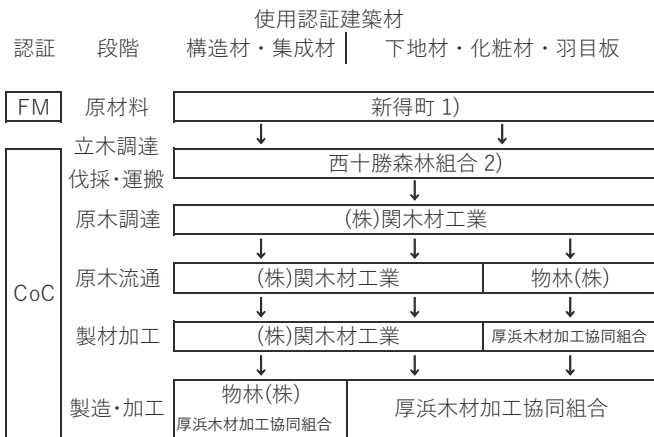 使用認証建築材
認証 段階 構造材・集成材 下地材・化粧材・羽目板
FM 原材料 新得町 1)
立木調達
伐採・運搬 西十勝森林組合 2)
原木調達 (株)関木材工業
CoC 原木流通 (株)関木材工業 物林(株)
製材加工 (株)関木材工業 厚浜木材加工協同組合
製造・加工 物林(株)
厚浜木材加工協同組合 厚浜木材加工協同組合